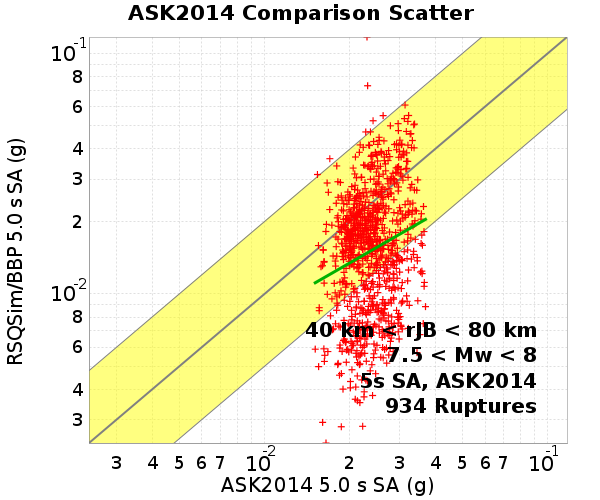 ASK2014 Comparison Scatter
RSQSim/BBP 5.0 s SA (g)
10-1
8
6
4
3
2
10-2
8
6
4
3
40 km < rJB < 80 km
7.5 < Mw < 8
5s SA, ASK2014
934 Ruptures
3 4 5 6 7 10-2 2 3 4 5 6 7 10-1
ASK2014 5.0 s SA (g)